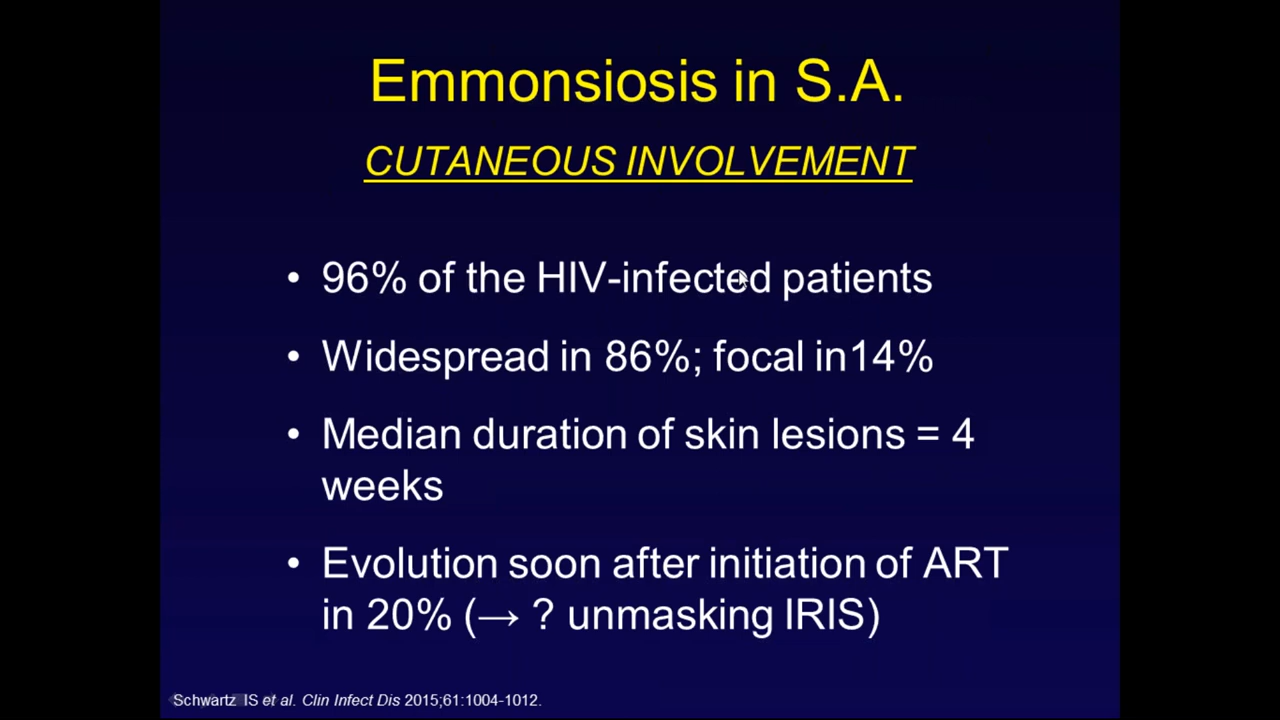 Emmonsiosis in S.A.
CUTANEOUS INVOLVEMENT
• 96% of the HIV-infected patients
• Widespread in 86%; focal in14%
• Median duration of skin lesions = 4
weeks
• Evolution soon after initiation of ART
in 20% (→ ? unmasking IRIS)
Schwartz IS et al. Clin Infect Dis 2015;61:1004-1012.